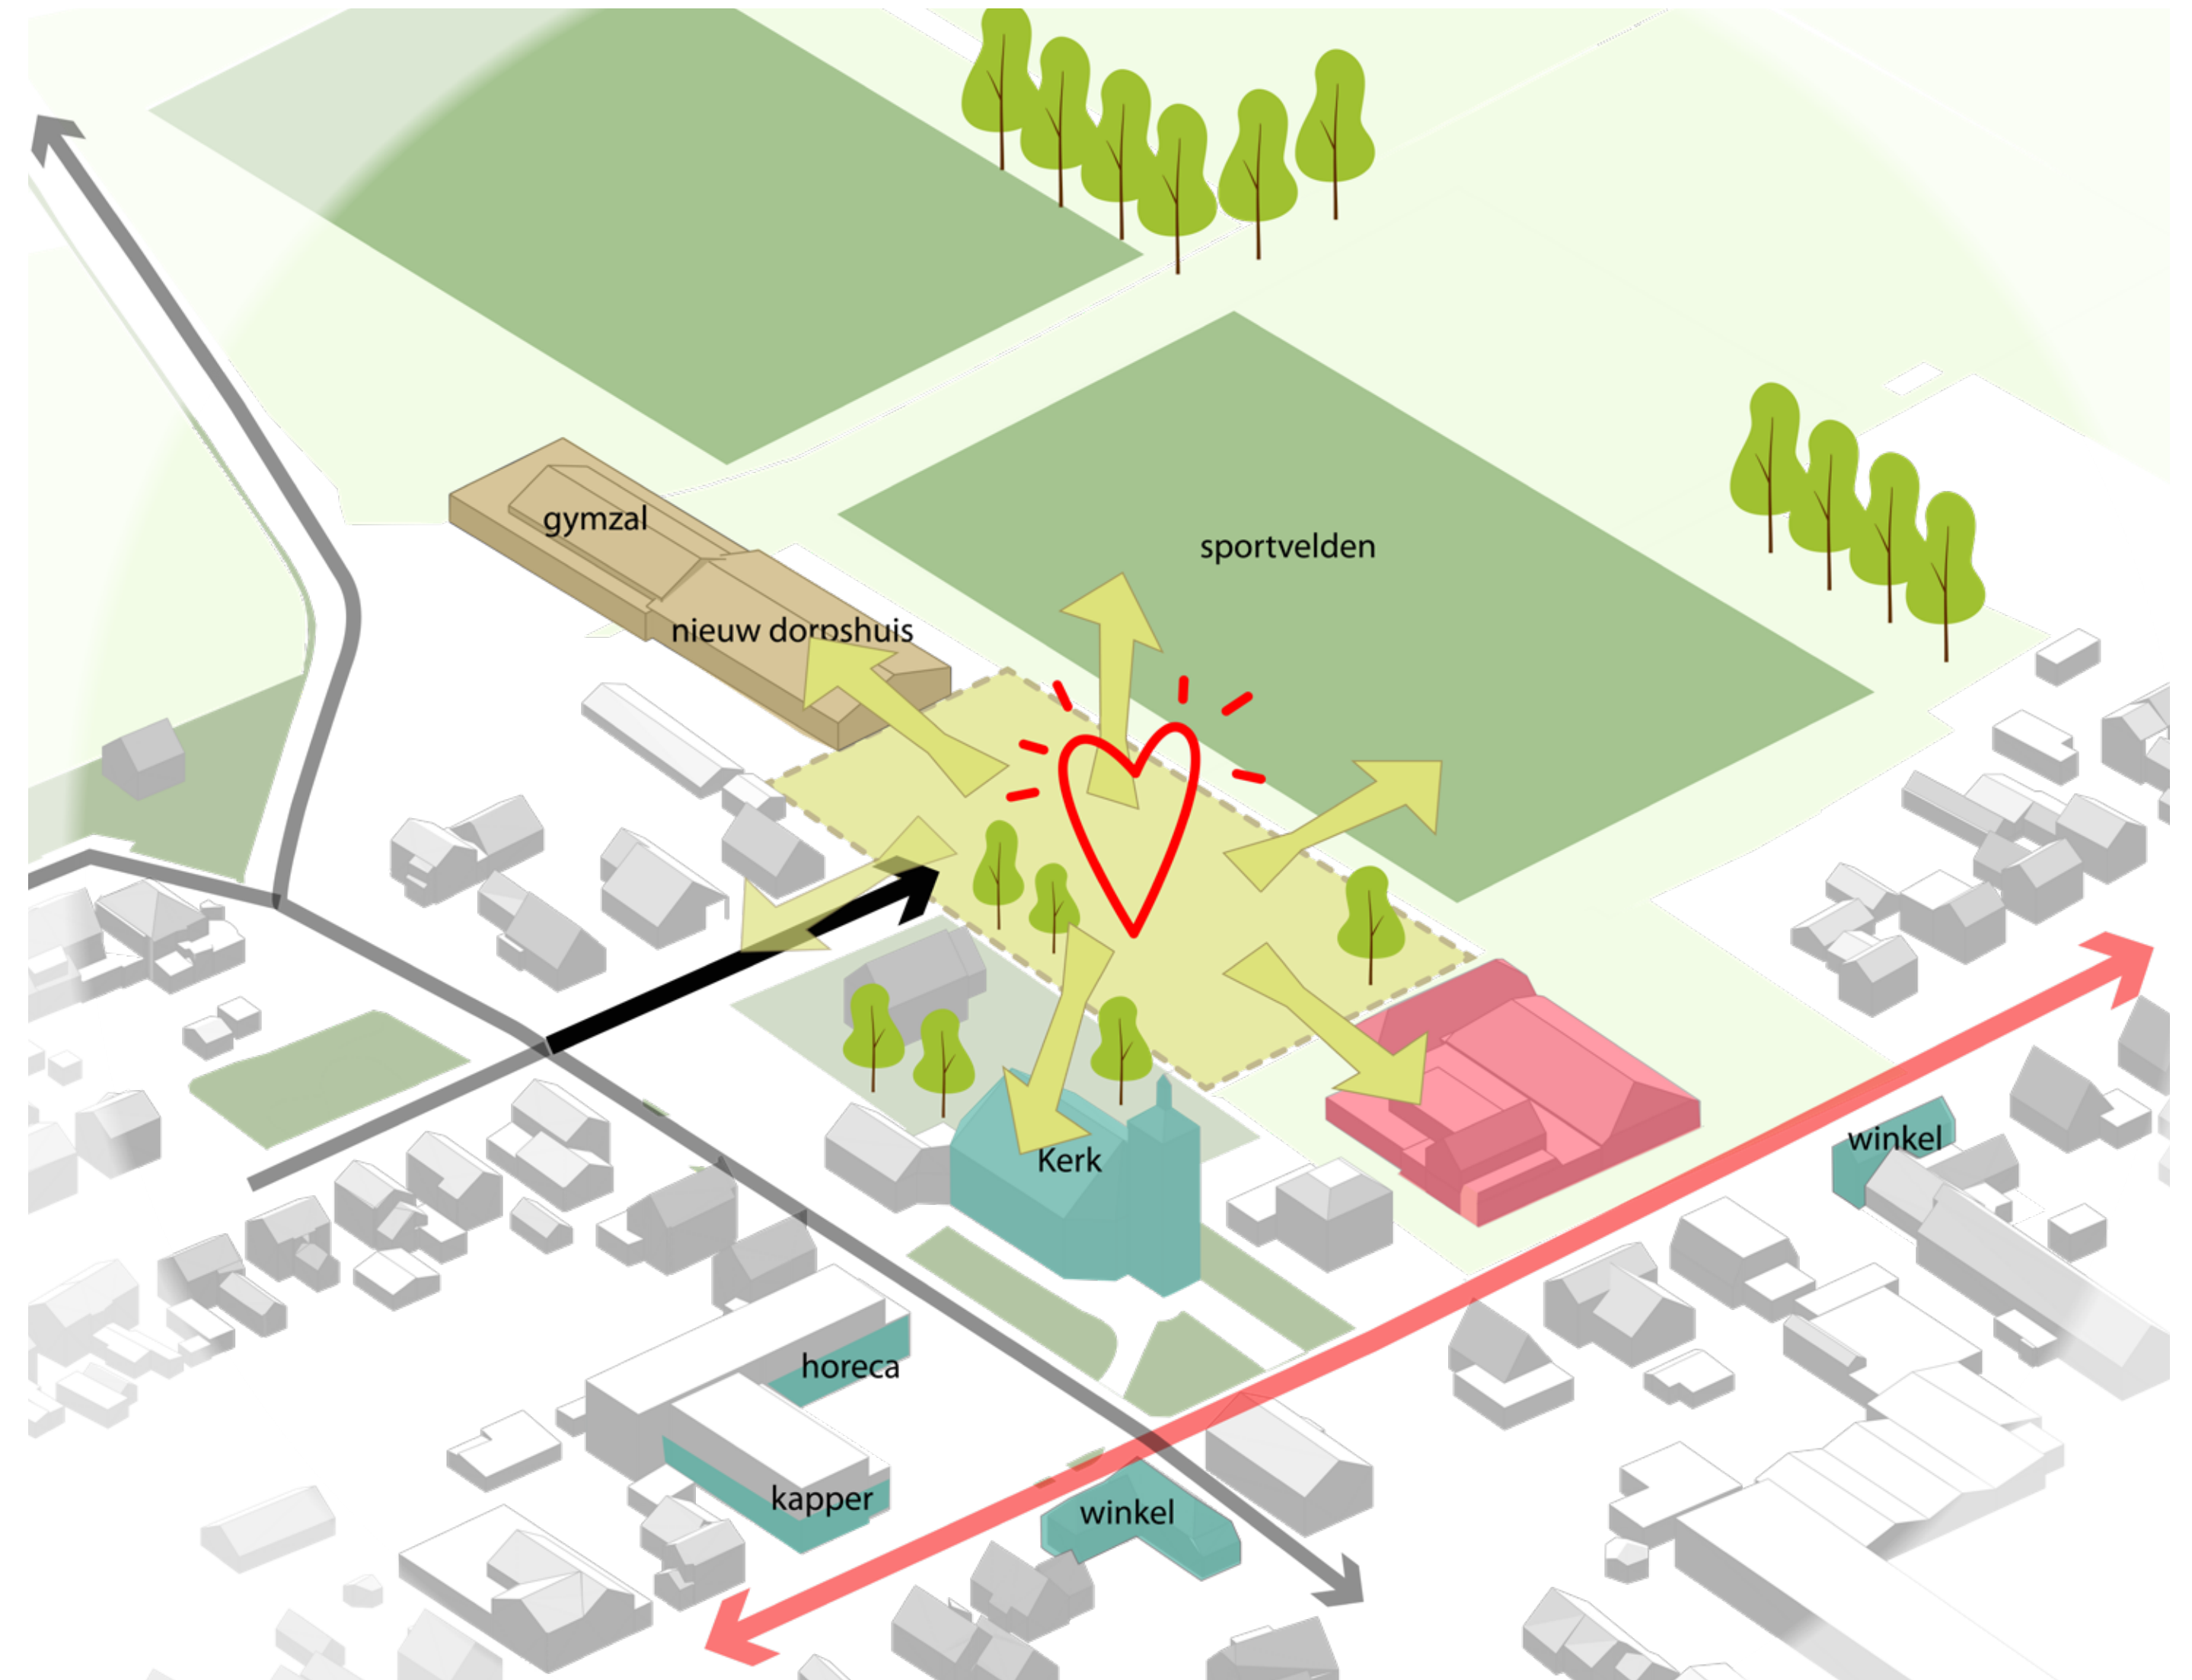 gymzal
sportvelden
nieuw dorpshuis
winkel
Kerk
horeca
kapper
winkel